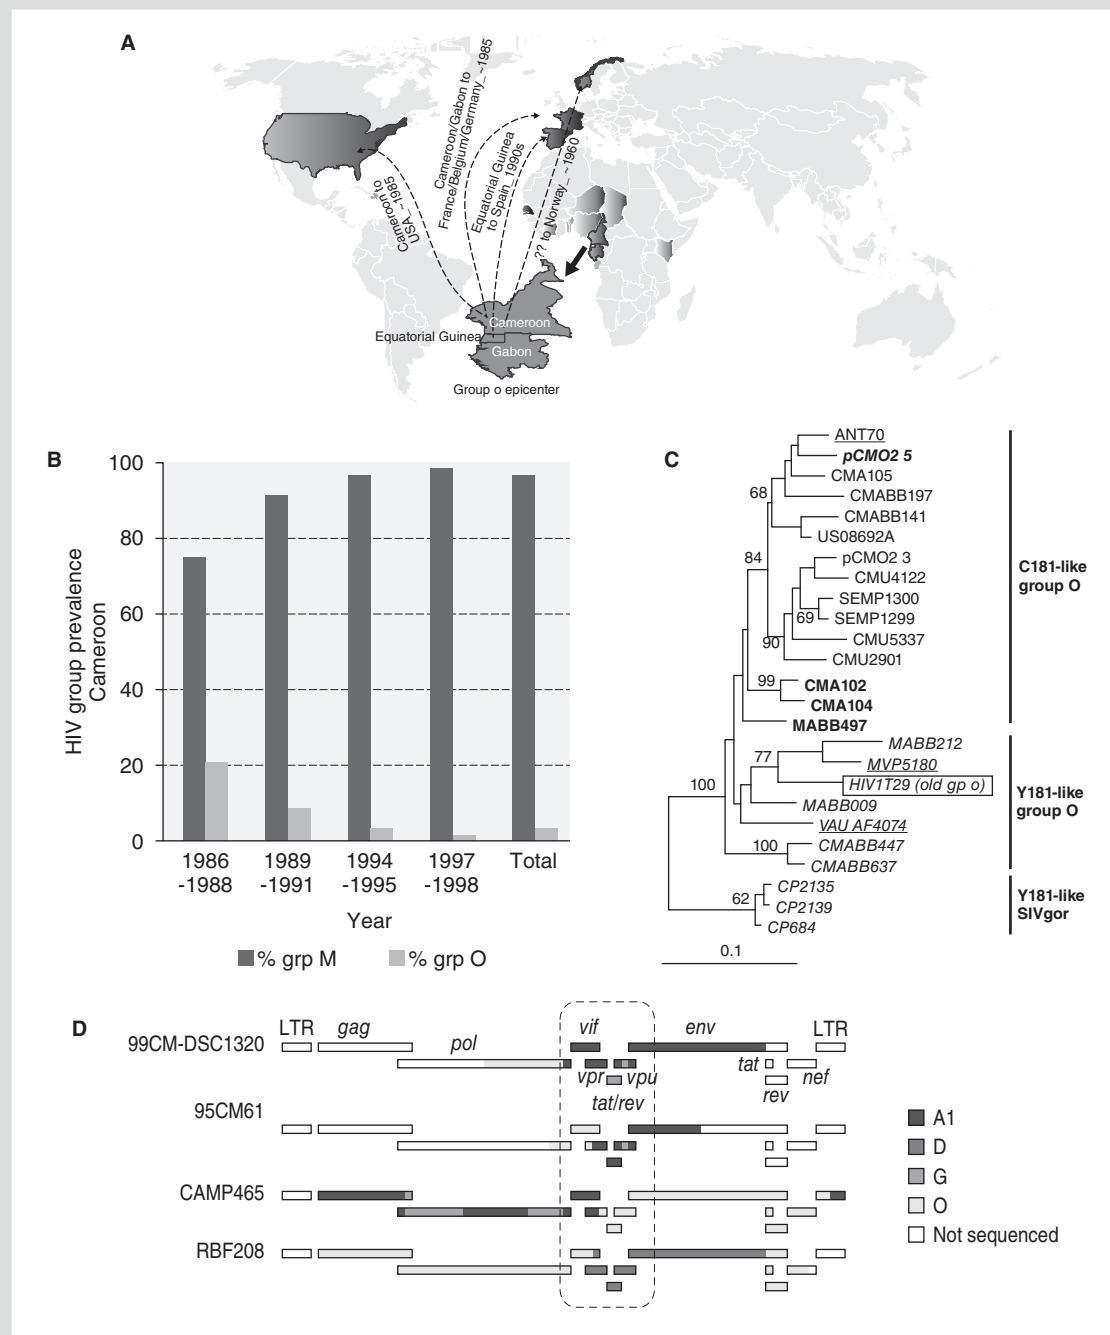 A
Cameroon/Gabon to
France/Belgium/Germany_ ~1985
Equatorial Guinea
to Spain_1990s
?? to Norway_ ~1960
Cameroon to
USA_ ~1985
Cameroon
Equatorial Guinea
Gabon
Group o epicenter
B
HIV group prevalence
Cameroon
100
80
60
40
20
0
1986
-1988
1989
-1991
1994
-1995
1997
-1998
Total
Year
% grp M
% grp O
C
ANT70
pCMO2 5
CMA105
68
CMABB197
CMABB141
US08692A
84
pCMO2 3
CMU4122
SEMP1300
69
SEMP1299
90
CMU5337
CMU2901
99
CMA102
CMA104
MABB497
C181-like
group O
MABB212
77
MVP5180
HIV1T29 (old gp o)
100
MABB009
VAU AF4074
100
CMABB447
CMABB637
Y181-like
group O
CP2135
62
CP2139
CP684
Y181-like
SIVgor
0.1
D
LTR
gag
vif
env
LTR
99CM-DSC1320
pol
vpr
vpu
tat
nef
tat/rev
rev
95CM61
CAMP465
RBF208
A1
D
G
O
Not sequenced